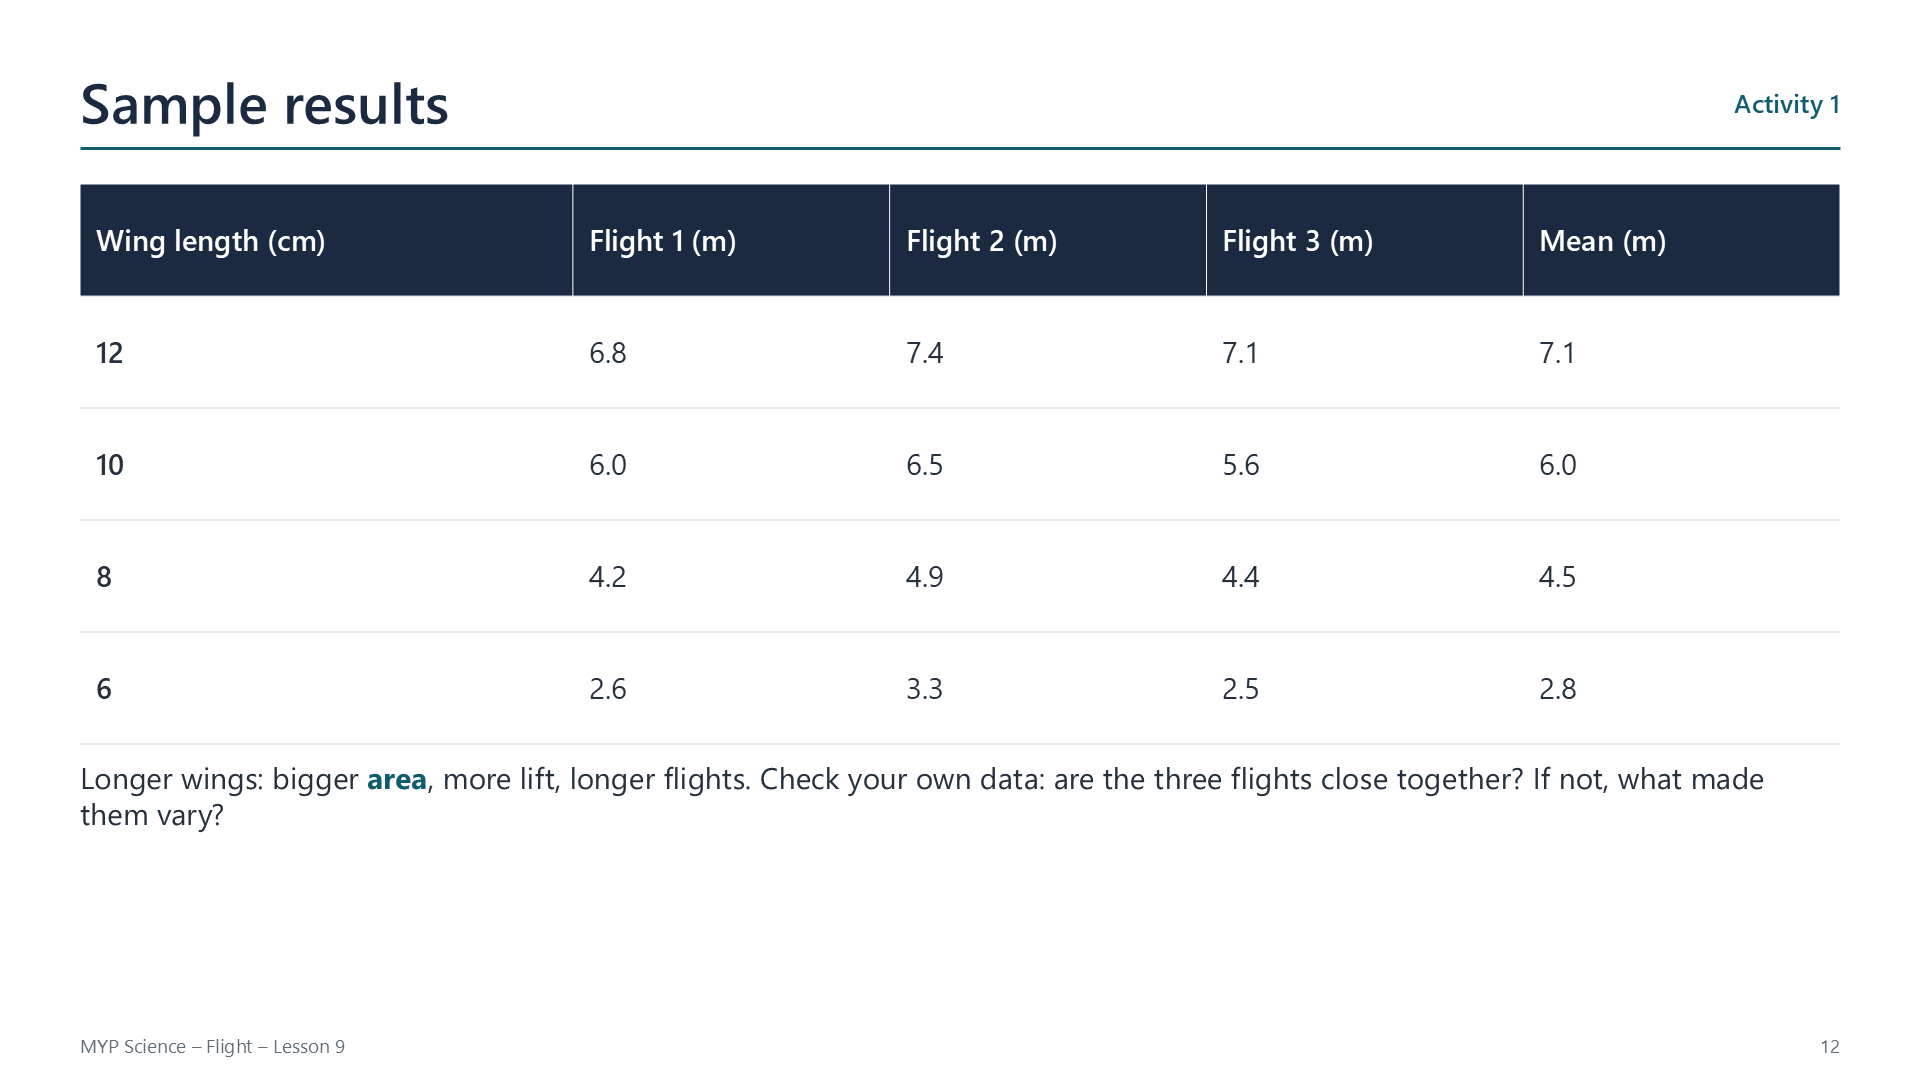 Sample results
Activity 1
Wing length (cm) Flight 1 (m) Flight 2 (m) Flight 3 (m) Mean (m)
12 6.8 7.4 7.1 7.1
10 6.0 6.5 5.6 6.0
8 4.2 4.9 4.4 4.5
6 2.6 3.3 2.5 2.8
Longer wings: bigger area, more lift, longer flights. Check your own data: are the three flights close together? If not, what made
them vary?
MYP Science – Flight – Lesson 9
12